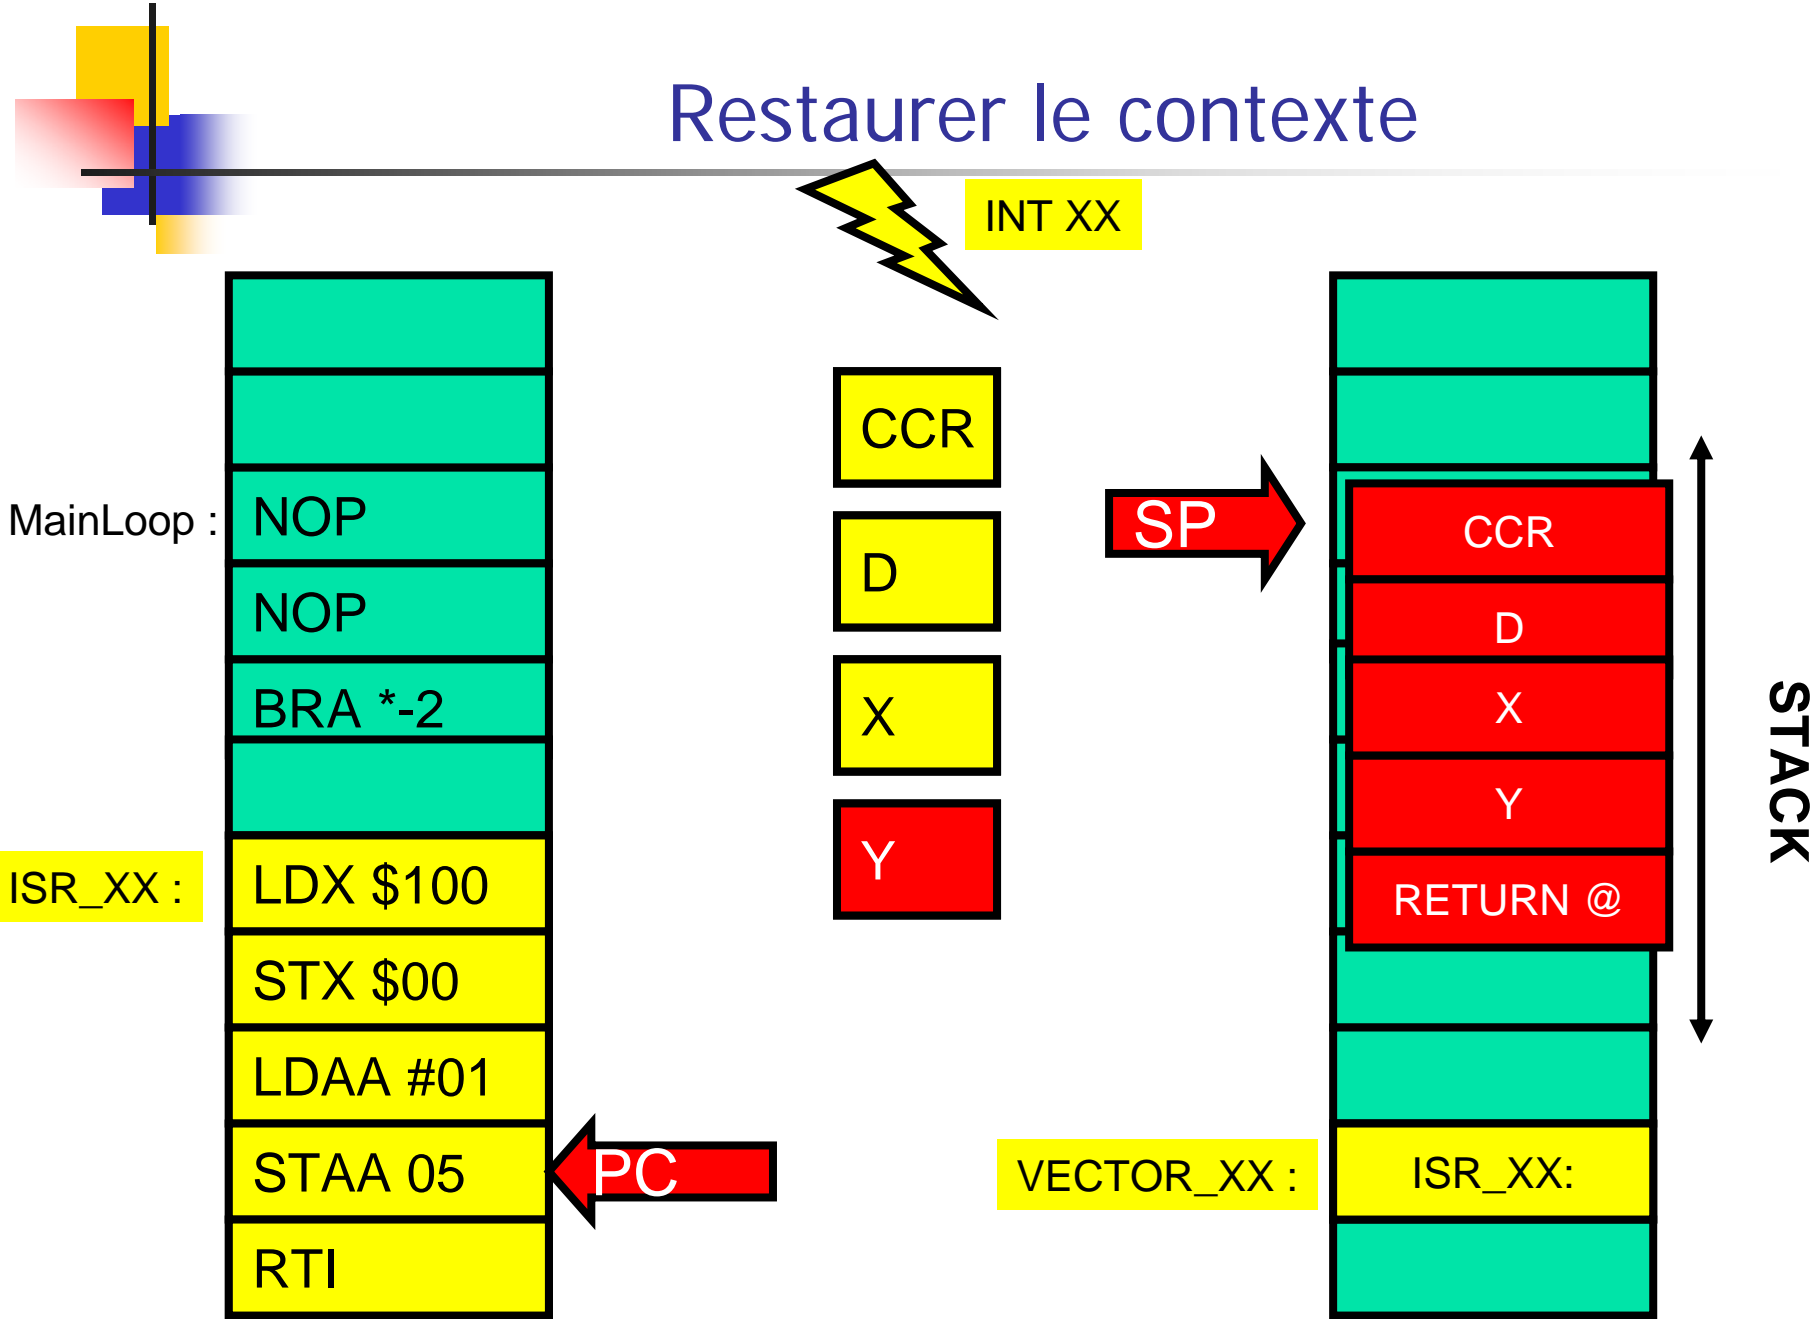 Restaurer le contexte
INT XX
MainLoop :
NOP
NOP
BRA *-2
ISR_XX :
LDX $100
STX $00
LDAA #01
STAA 05
RTI
PC
CCR
D
X
Y
SP
CCR
D
X
Y
RETURN @
STACK
VECTOR_XX :
ISR_XX: